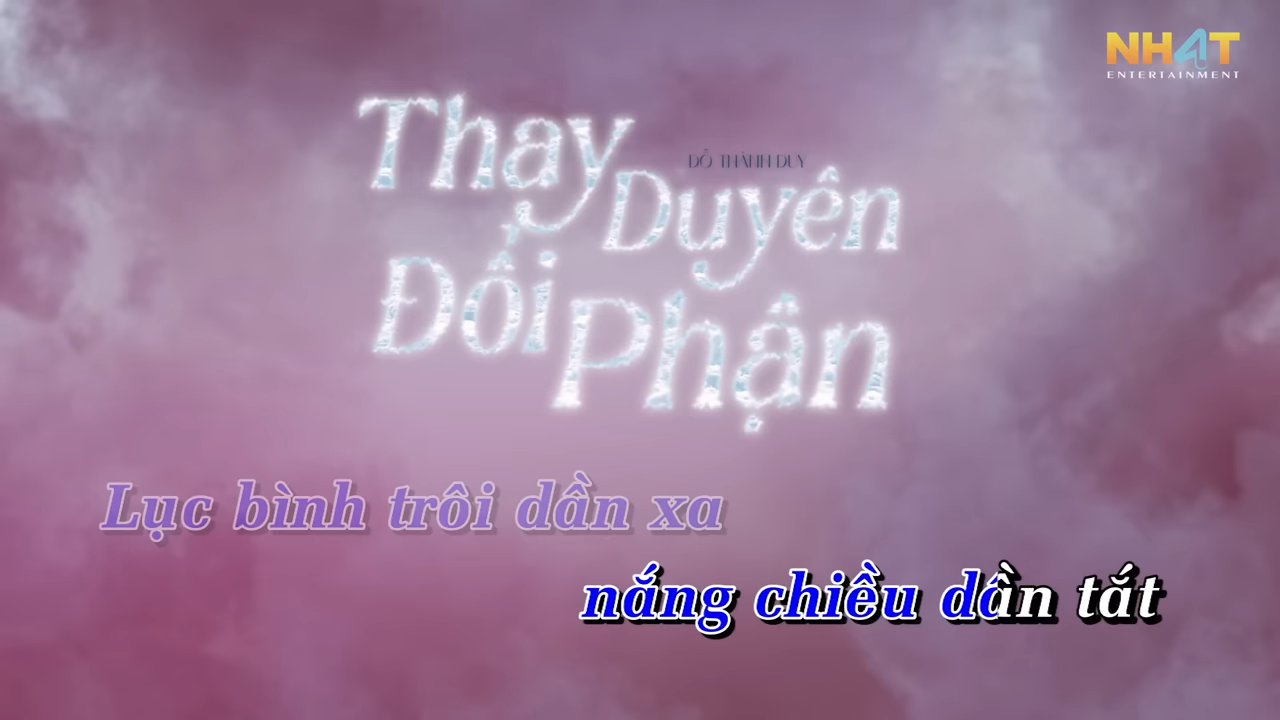 NHAT
ENTERTAINMENT
Thay
ĐỖ THÀNH DUY
Duyên
Đổi
Phận
Lục bình trôi dần xa
nắng chiều dần tắt